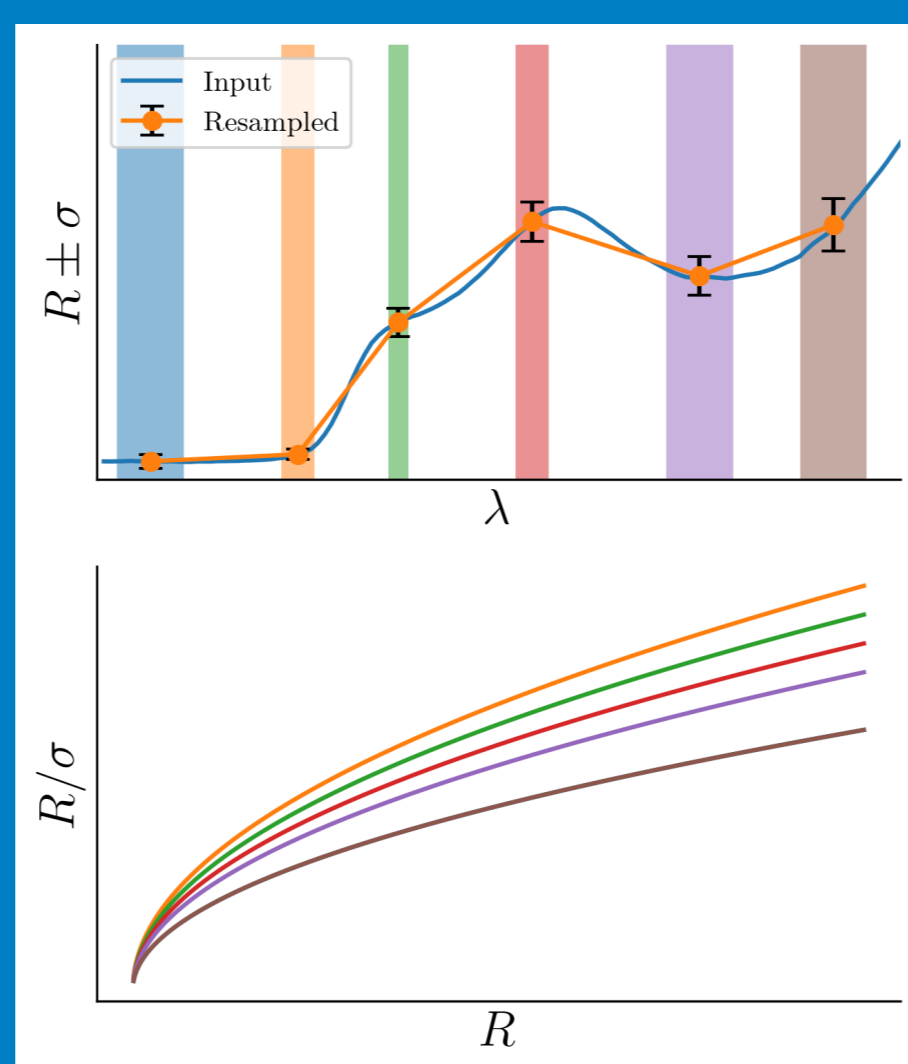 Input
Resampled
R ± σ
λ
R/σ
R